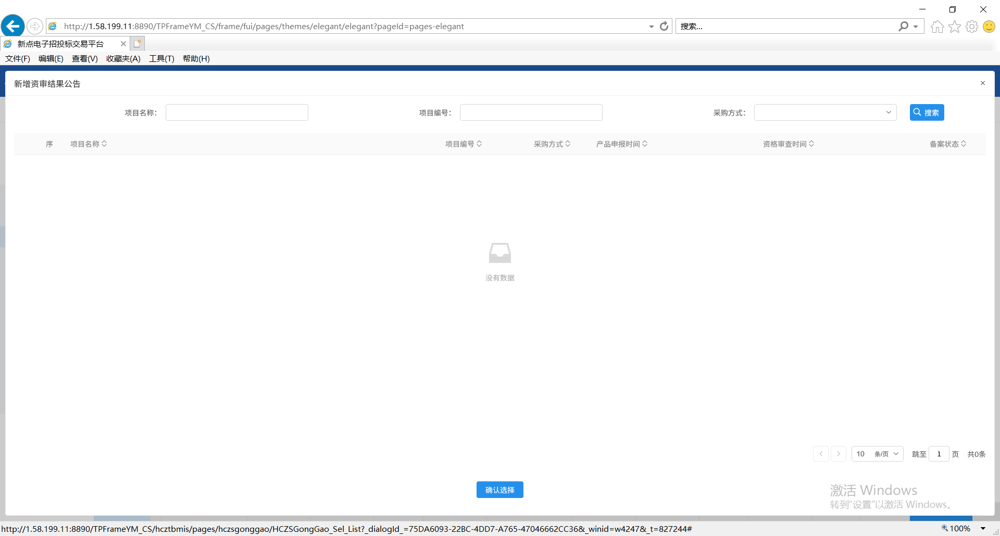 http://1.58.199.11:8890/TPFrameYM_CS/frame/fui/pages/themes/elegant/elegant?pageId=pages-elegant
搜索...
新点电子招投标交易平台
文件(F) 编辑(E) 查看(V) 收藏夹(A) 工具(T) 帮助(H)
新增资审结果公告
项目名称： 项目编号： 采购方式： 搜索
序 项目名称 项目编号 采购方式 产品申报时间 资格审查时间 备案状态
没有数据
10 条/页 跳至 1 页 共0条
确认选择
激活 Windows
转到“设置”以激活 Windows。
http://1.58.199.11:8890/TPFrameYM_CS/hcztbmis/pages/hczsgonggao/HCZSGongGao_Sel_List?_dialogId_=75DA6093-22BC-4DD7-A765-47046662CC36&_winid=w4247&_t=827244#
100%